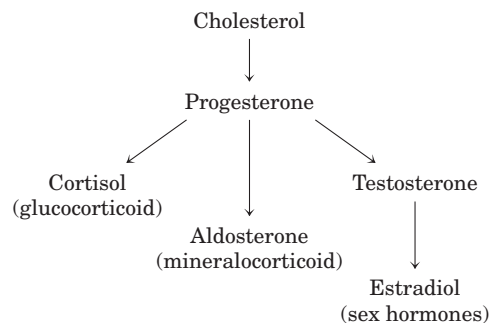 Cholesterol
Progesterone
Cortisol
(glucocorticoid)
Testosterone
Aldosterone
(mineralocorticoid)
Estradiol
(sex hormones)